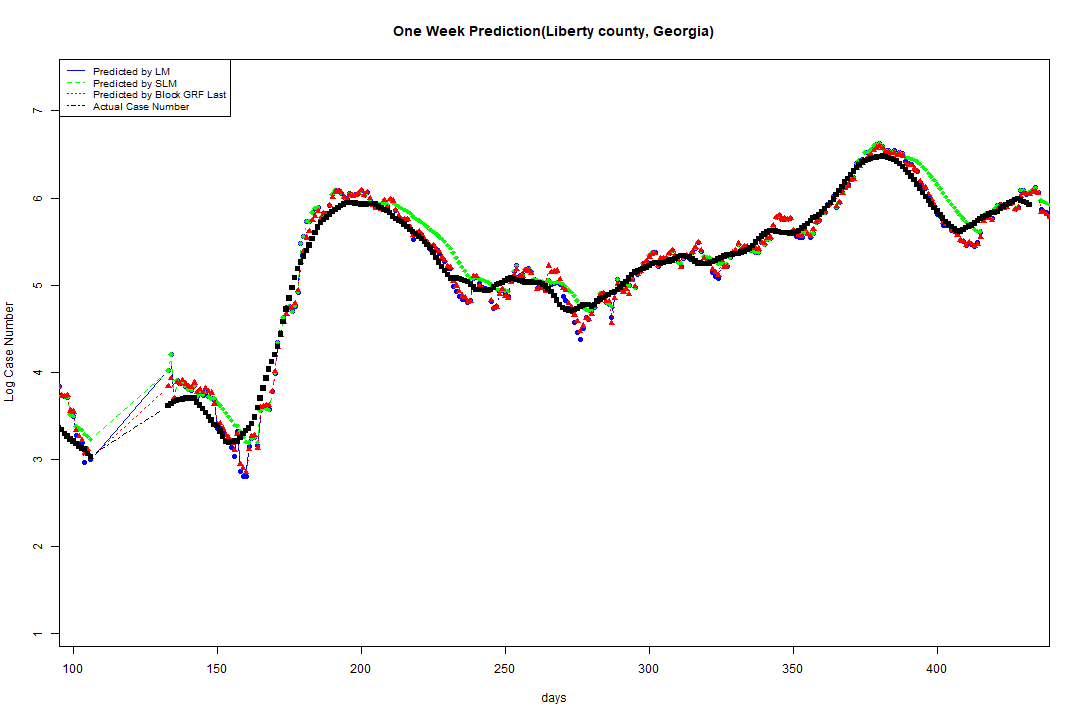 One Week Prediction(Liberty county, Georgia)
Predicted by LM
Predicted by SLM
Predicted by Block GRF Last
Actual Case Number
Log Case Number
7
6
5
4
3
2
1
100 150 200 250 300 350 400
days